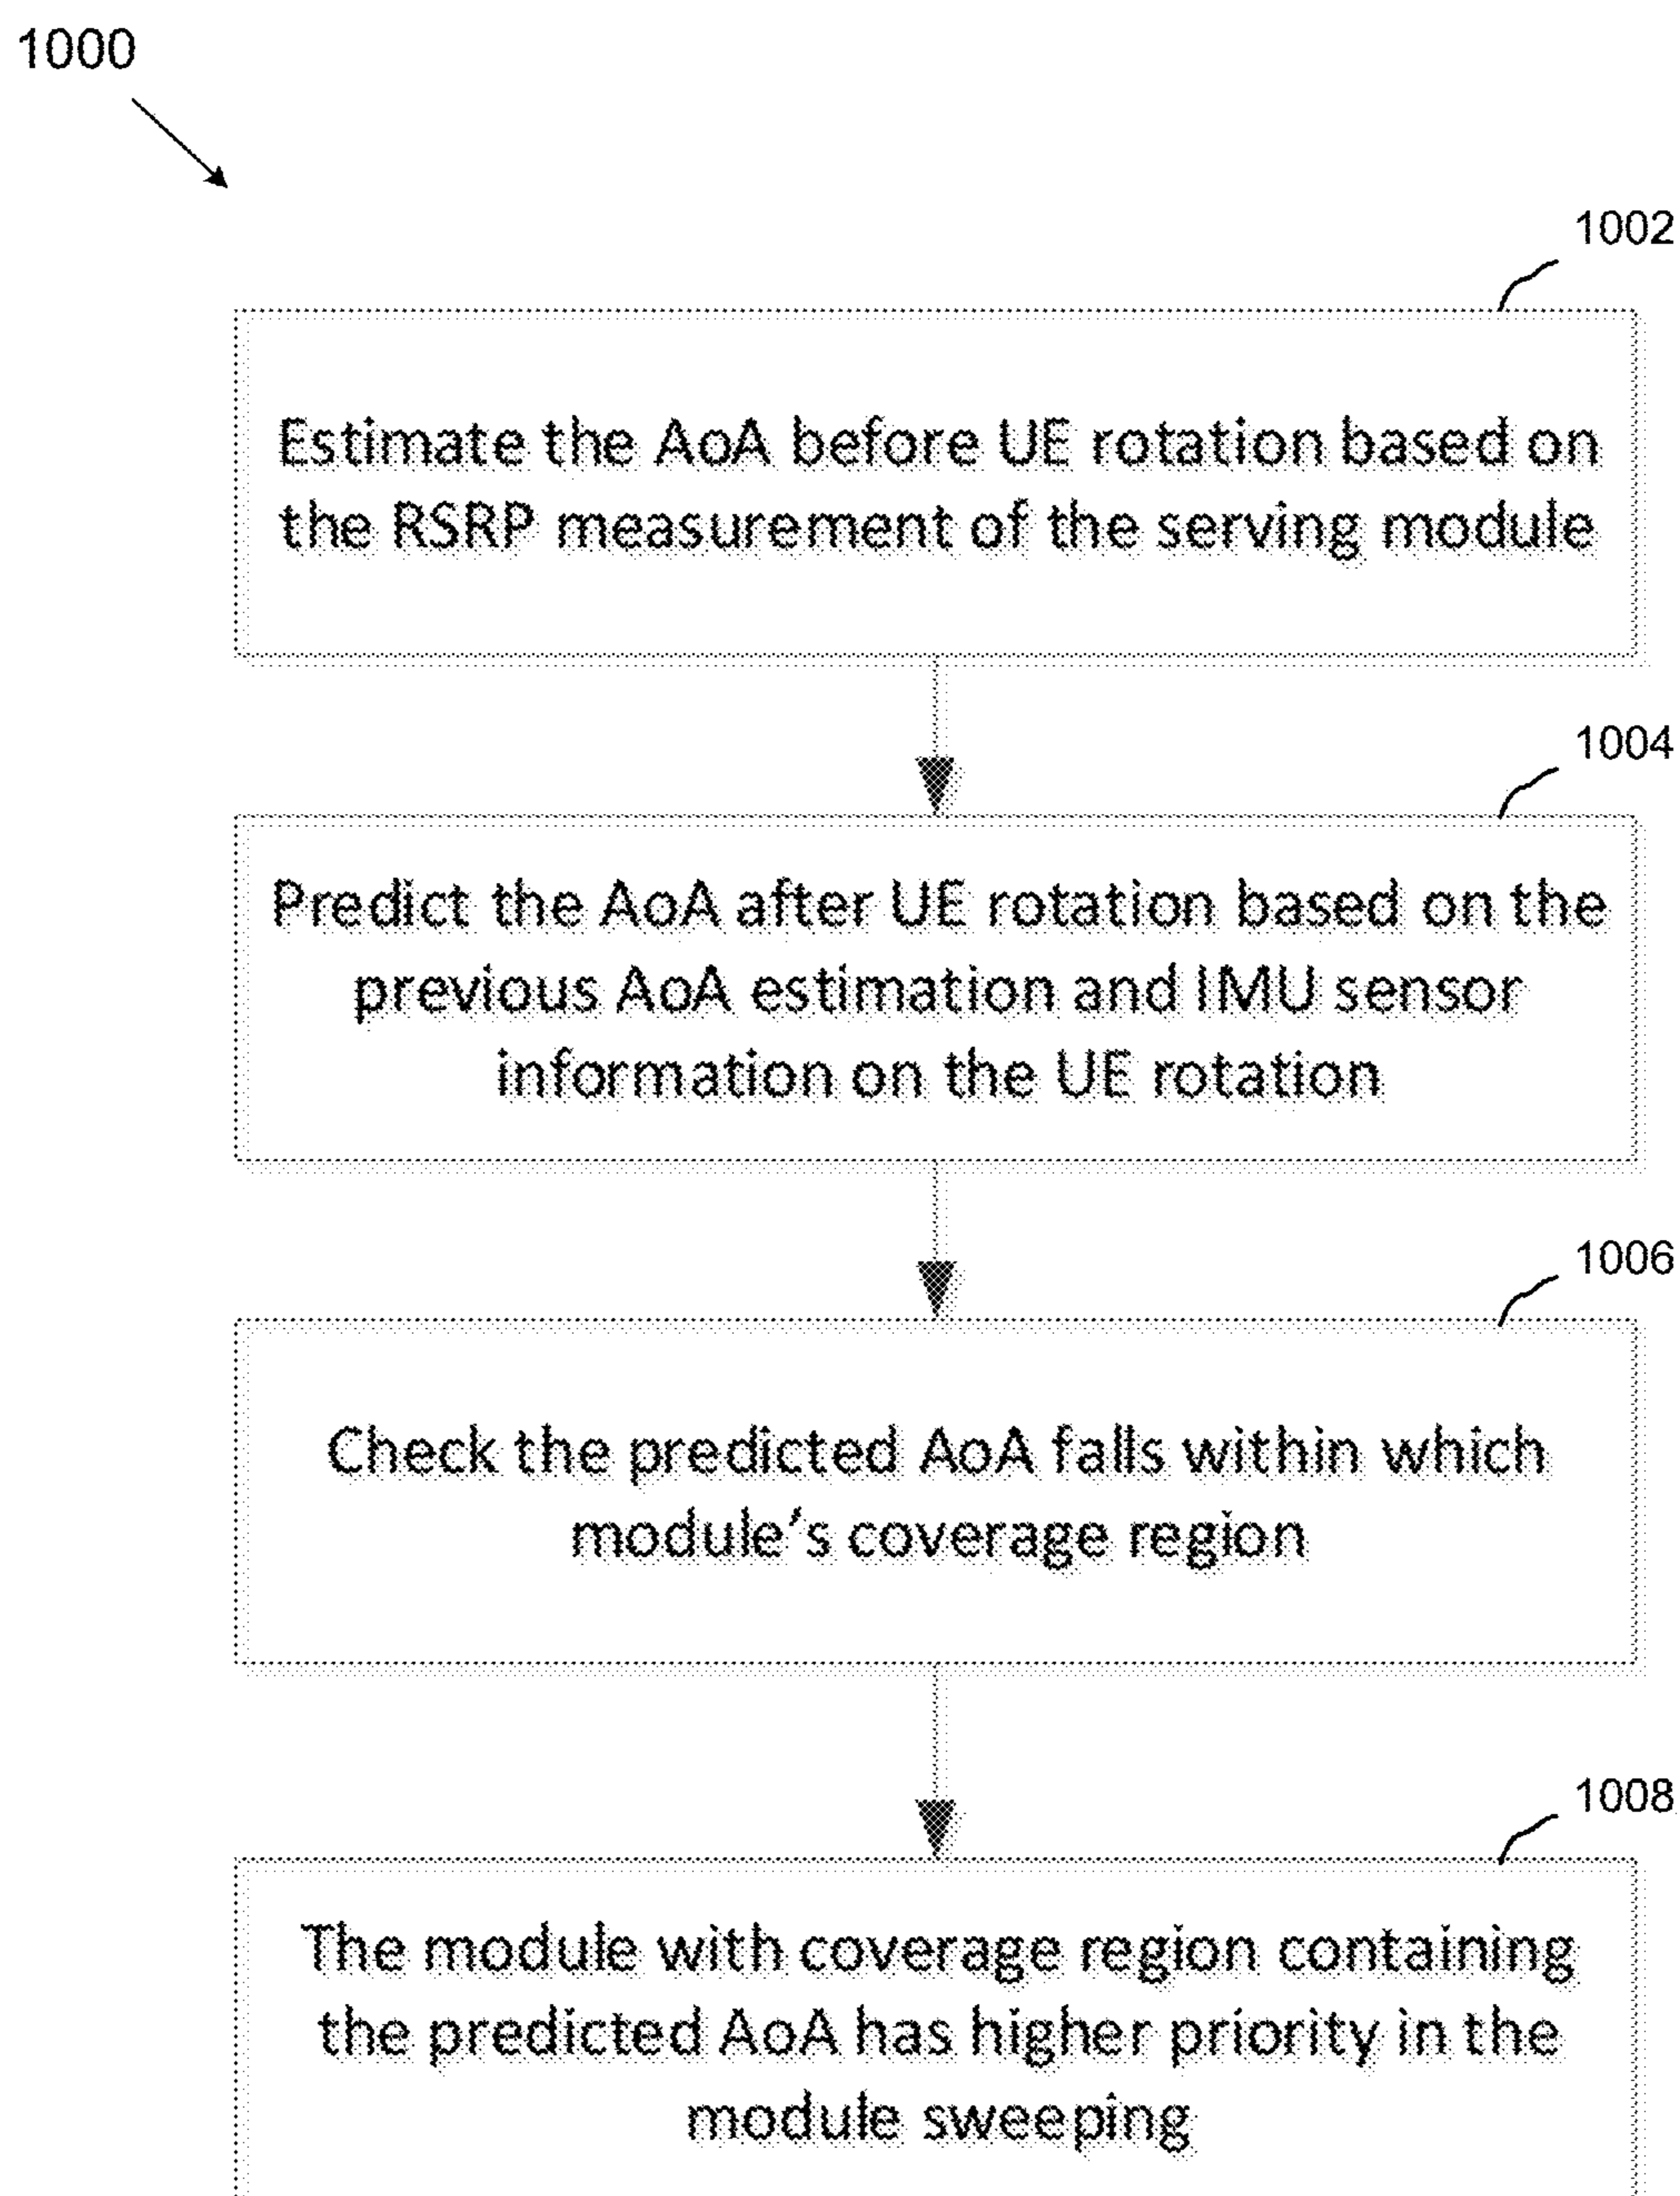 1000
1002
Estimate the AoA before UE rotation based on
the RSRP measurement of the serving module
1004
Predict the AoA after UE rotation based on the
previous AoA estimation and IMU sensor
information on the UE rotation
1006
Check the predicted AoA falls within which
module's coverage region
1008
The module with coverage region containing
the predicted AoA has higher priority in the
module sweeping